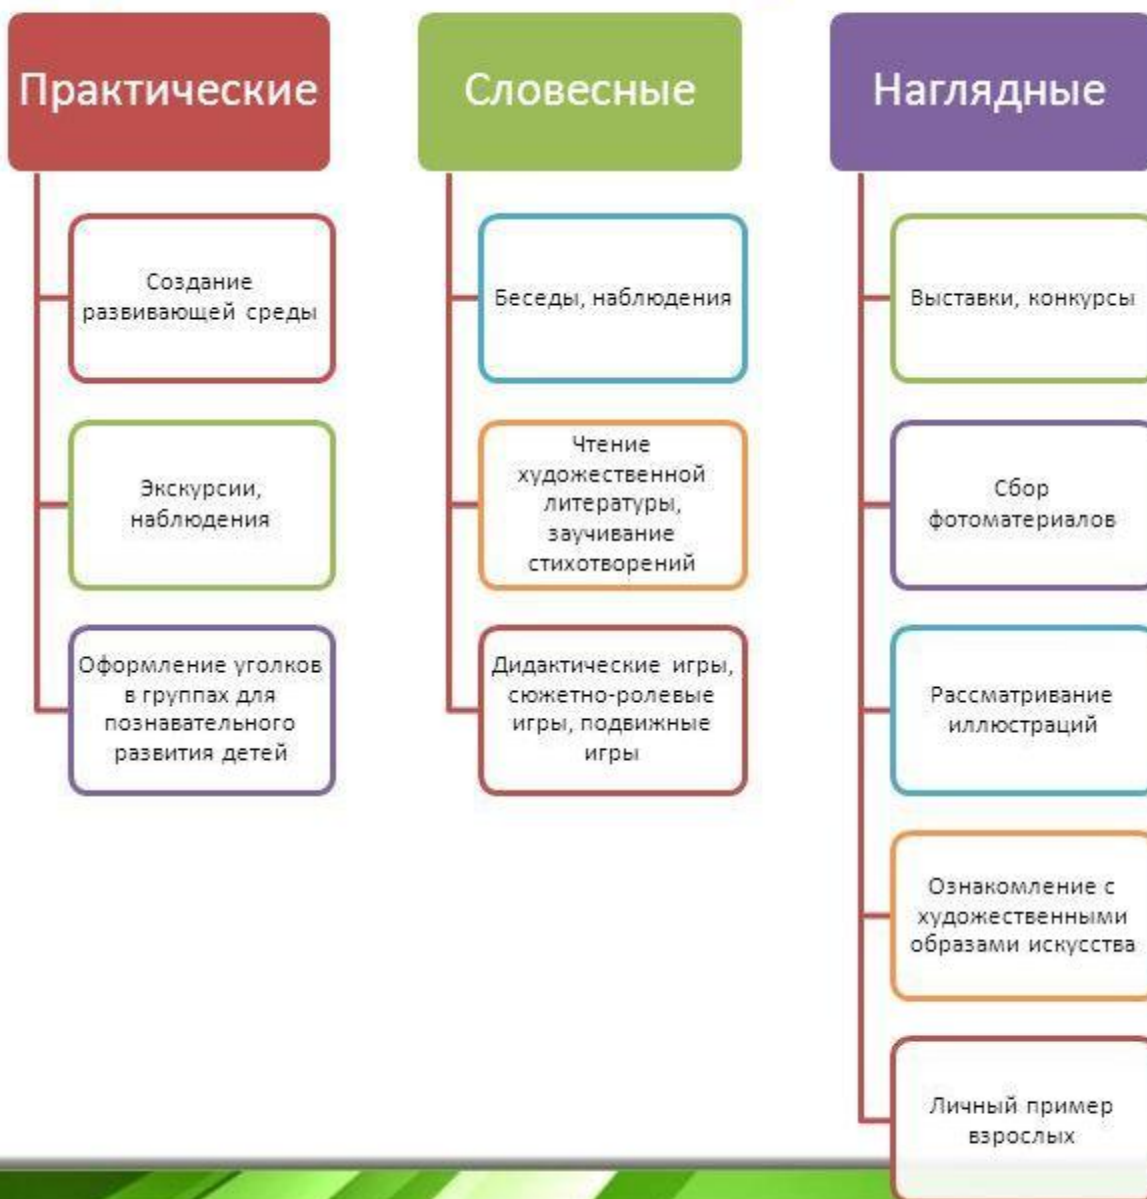 Практические
Создание
развивающей среды
Экскурсии,
наблюдения
Оформление уголков
в группах для
познавательного
развития детей
Словесные
Беседы, наблюдения
Чтение
художественной
литературы,
заучивание
стихотворений
Дидактические игры,
сюжетно-ролевые
игры, подвижные
игры
Наглядные
Выставки, конкурсы
Сбор
фотоматериалов
Рассматривание
иллюстраций
Ознакомление с
художественными
образами искусства
Личный пример
взрослых